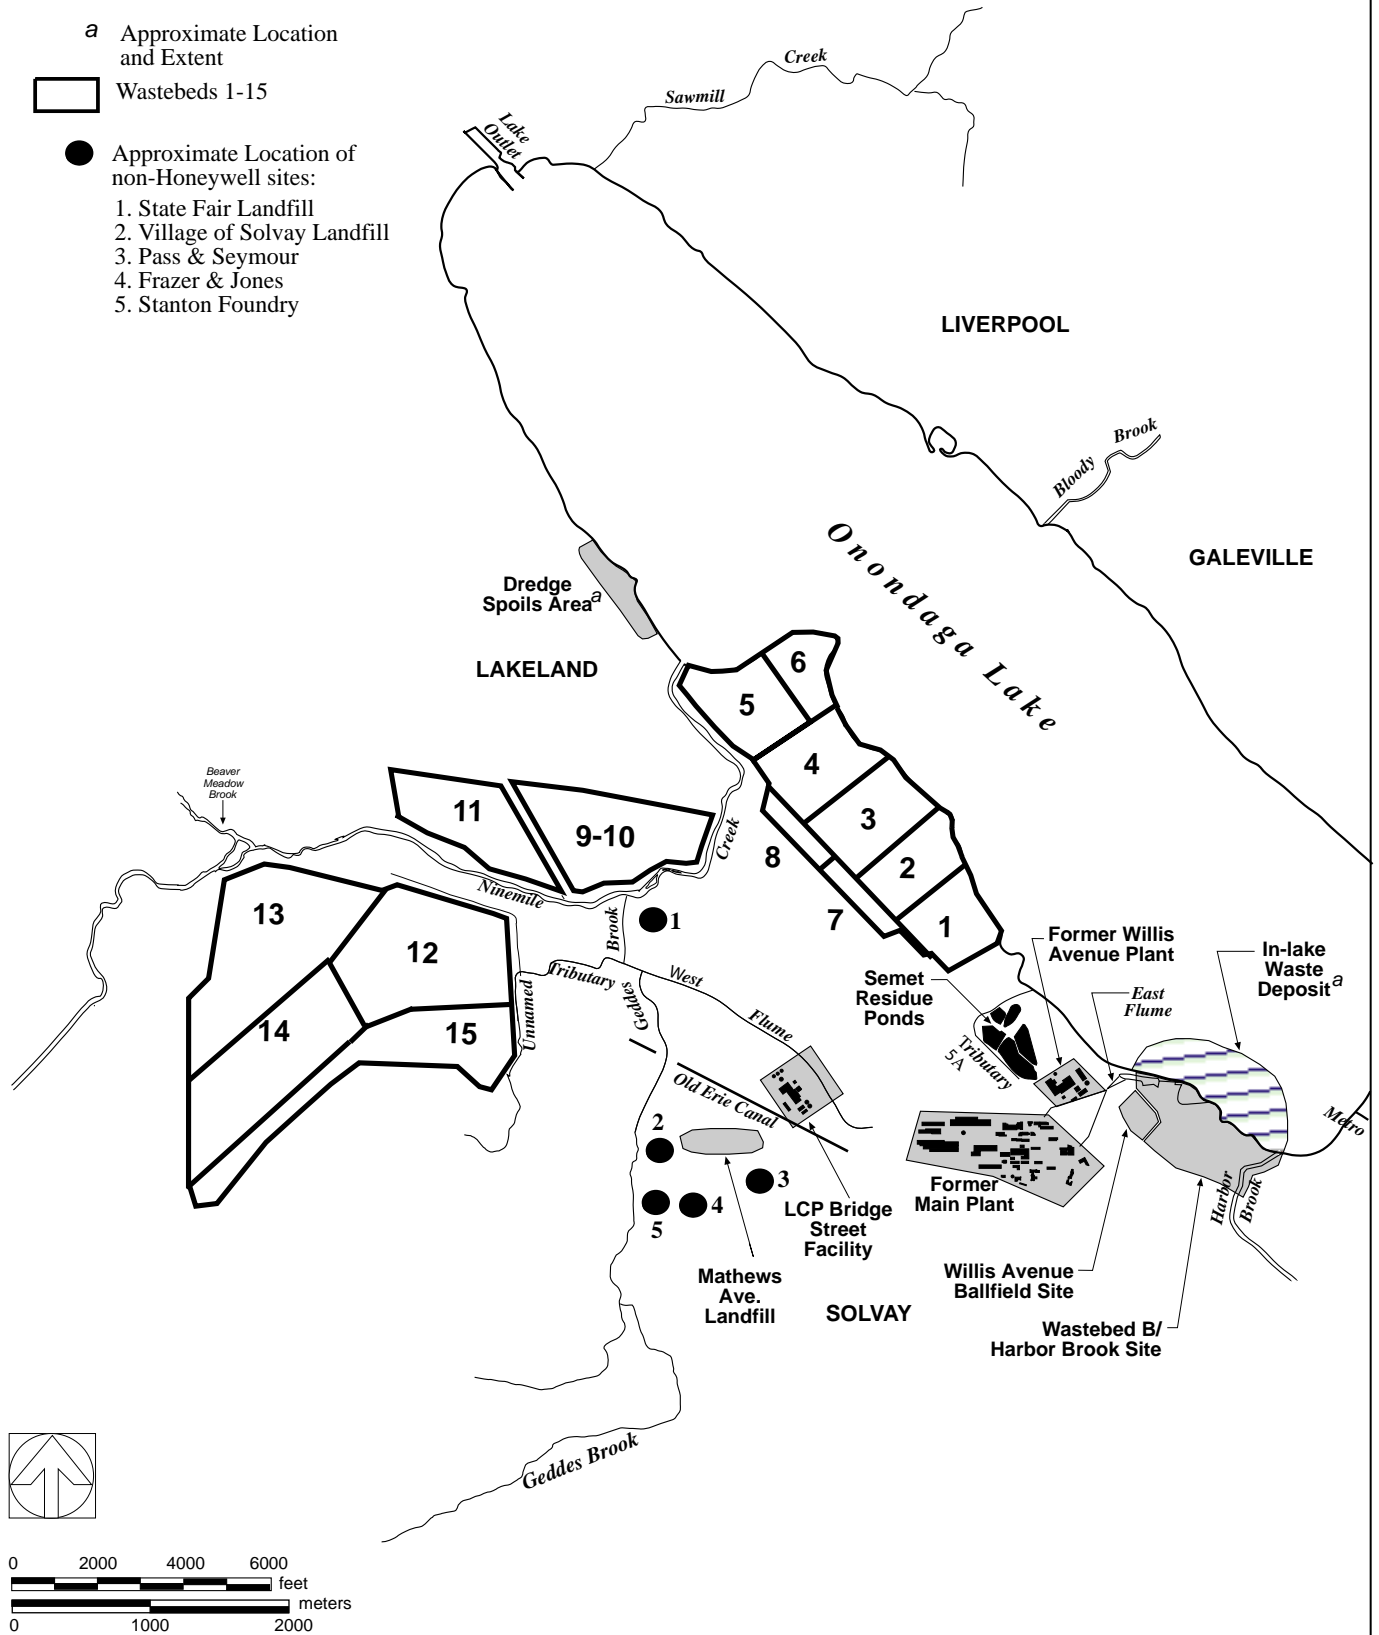 a Approximate Location
and Extent
Wastebeds 1-15
Approximate Location of
non-Honeywell sites:
1. State Fair Landfill
2. Village of Solvay Landfill
3. Pass & Seymour
4. Frazer & Jones
5. Stanton Foundry
Creek
Sawmill
Lake
Outlet
LIVERPOOL
Brook
Bloody
GALEVILLE
Onondaga Lake
Dredge
Spoils Area a
LAKELAND
6
5
4
3
2
1
8
7
Beaver
Meadow
Brook
11
9-10
Creek
Ninemile
13
12
14
15
Brook
1
Tributary
Unnamed
Geddes
West
Flume
Semet
Residue
Ponds
Former Willis
Avenue Plant
East
Flume
In-lake
Waste
Deposit a
Tributary
5A
Old Erie Canal
Metro
2
3
4
5
LCP Bridge
Street
Facility
Former
Main Plant
Harbor
Brook
Mathews
Ave.
Landfill
Willis Avenue
Ballfield Site
SOLVAY
Wastebed B/
Harbor Brook Site
Geddes Brook
0 2000 4000 6000
feet
meters
0 1000 2000